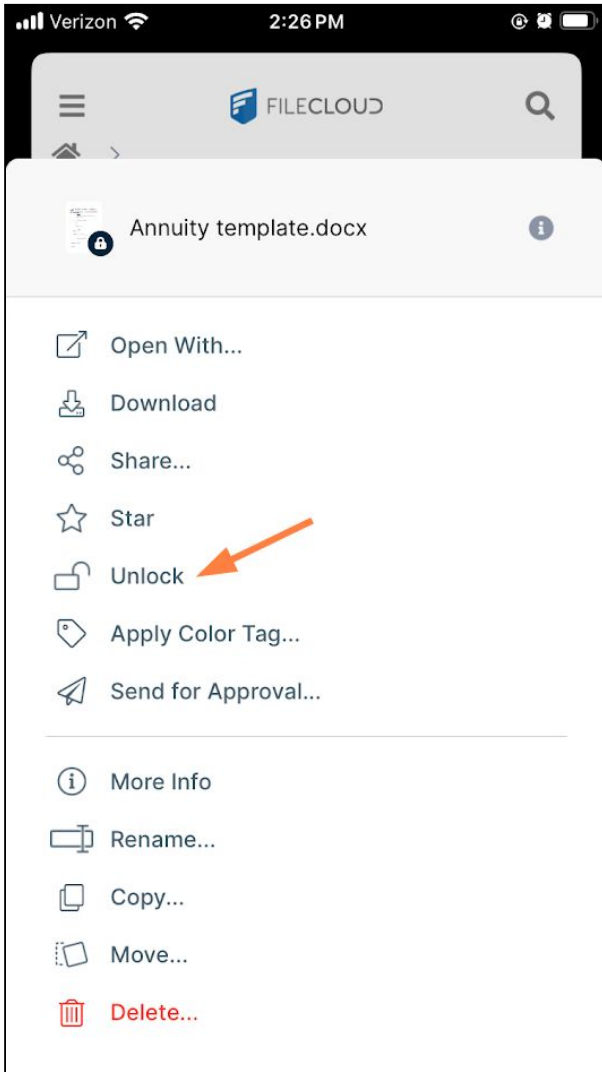 Verizon 2:26 PM
FILECLOUD
Annuity template.docx
Open With...
Download
Share...
Star
Unlock
Apply Color Tag...
Send for Approval...
More Info
Rename...
Copy...
Move...
Delete...